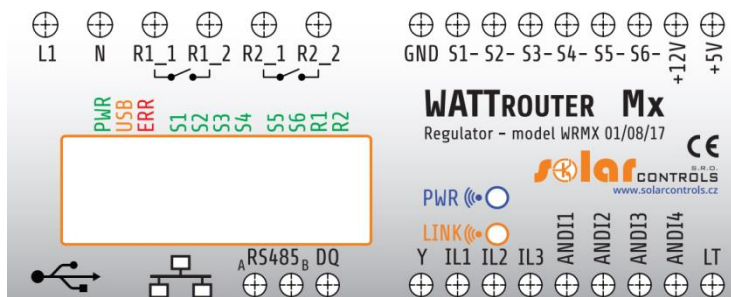 L1 N R1_1 R1_2 R2_1 R2_2 GND S1- S2- S3- S4- S5- S6- +12V +5V
PWR USB ERR S1 S2 S3 S4 S5 S6 R1 R2
WATTROUTER Mx
Regulator - model WRMX 01/08/17
CE
solar
CONTROLS
S.R.O.
www.solarcontrols.cz
PWR
LINK
A RS485 B DQ
Y IL1 IL2 IL3 ANDI1 ANDI2 ANDI3 ANDI4 LT